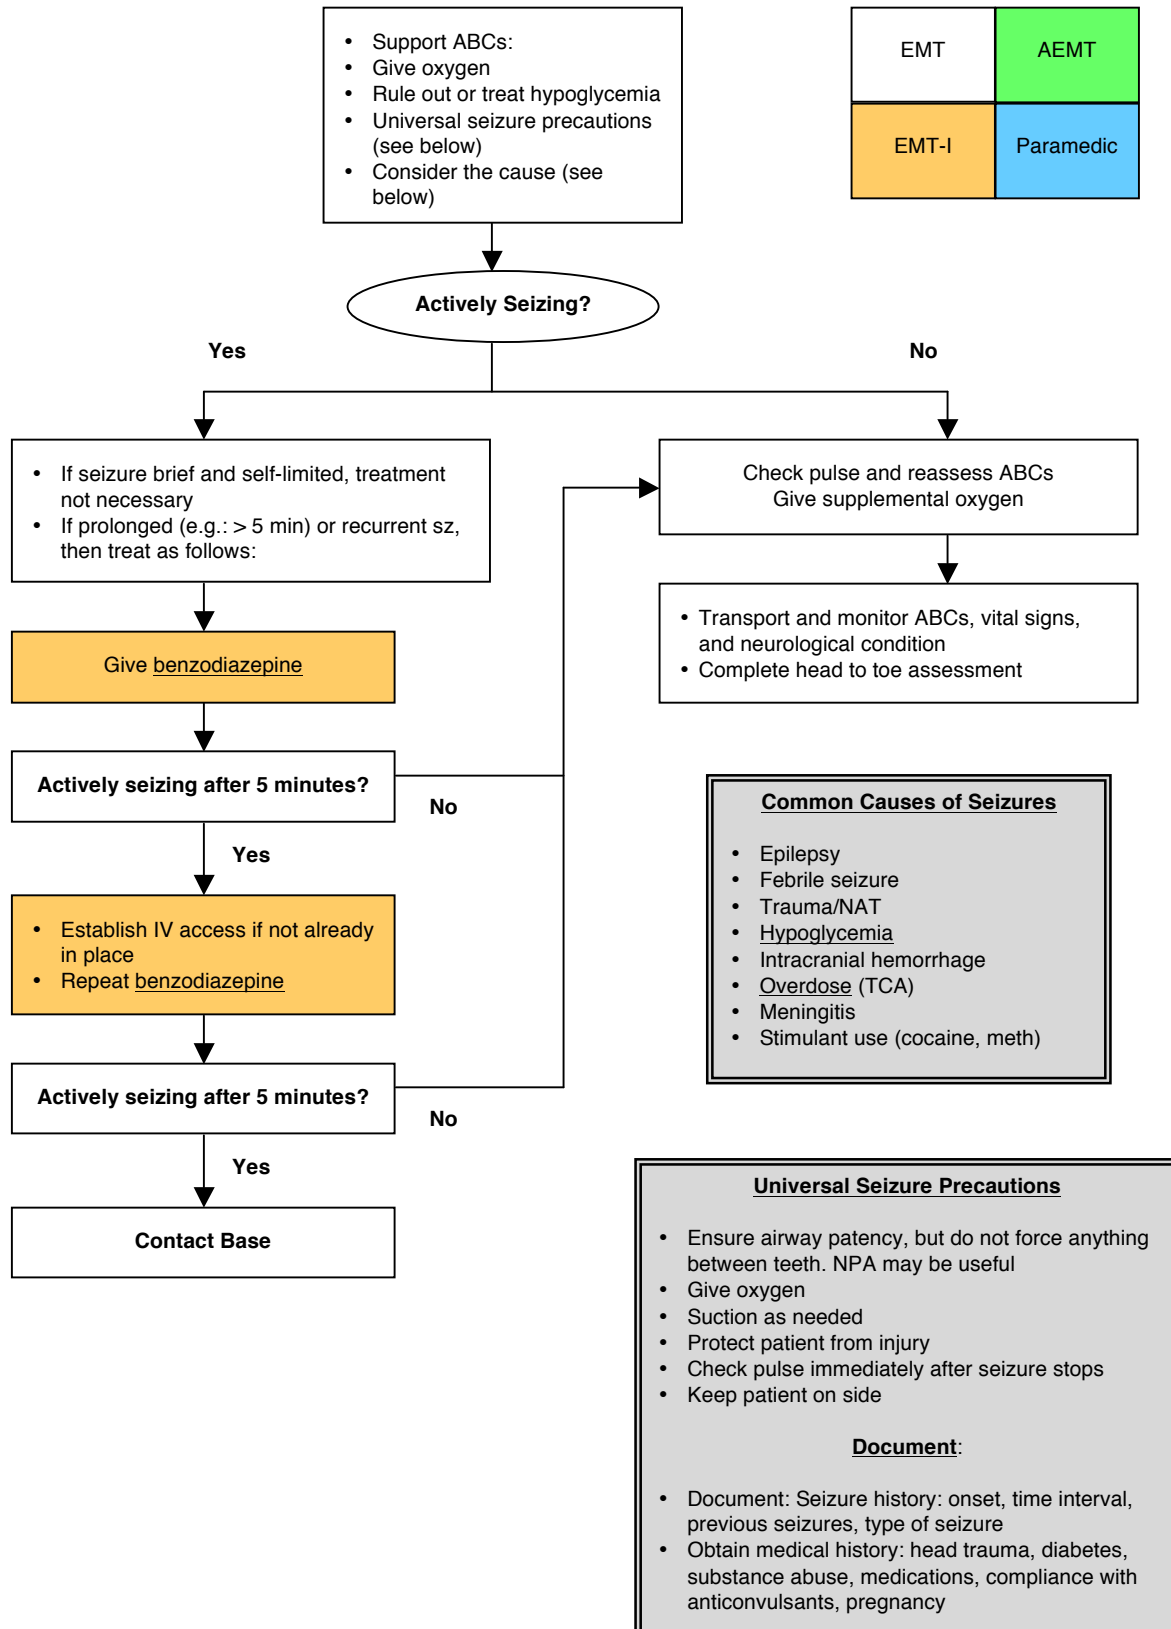 • Support ABCs:
• Give oxygen
• Rule out or treat hypoglycemia
• Universal seizure precautions
(see below)
• Consider the cause (see
below)
EMT
AEMT
EMT-I
Paramedic
Actively Seizing?
Yes
No
• If seizure brief and self-limited, treatment
not necessary
• If prolonged (e.g.: > 5 min) or recurrent sz,
then treat as follows:
Check pulse and reassess ABCs
Give supplemental oxygen
• Transport and monitor ABCs, vital signs,
and neurological condition
• Complete head to toe assessment
Give benzodiazepine
Actively seizing after 5 minutes?
No
Yes
• Establish IV access if not already
in place
• Repeat benzodiazepine
Actively seizing after 5 minutes?
No
Yes
Contact Base
Common Causes of Seizures
• Epilepsy
• Febrile seizure
• Trauma/NAT
• Hypoglycemia
• Intracranial hemorrhage
• Overdose (TCA)
• Meningitis
• Stimulant use (cocaine, meth)
Universal Seizure Precautions
• Ensure airway patency, but do not force anything
between teeth. NPA may be useful
• Give oxygen
• Suction as needed
• Protect patient from injury
• Check pulse immediately after seizure stops
• Keep patient on side
Document:
• Document: Seizure history: onset, time interval,
previous seizures, type of seizure
• Obtain medical history: head trauma, diabetes,
substance abuse, medications, compliance with
anticonvulsants, pregnancy